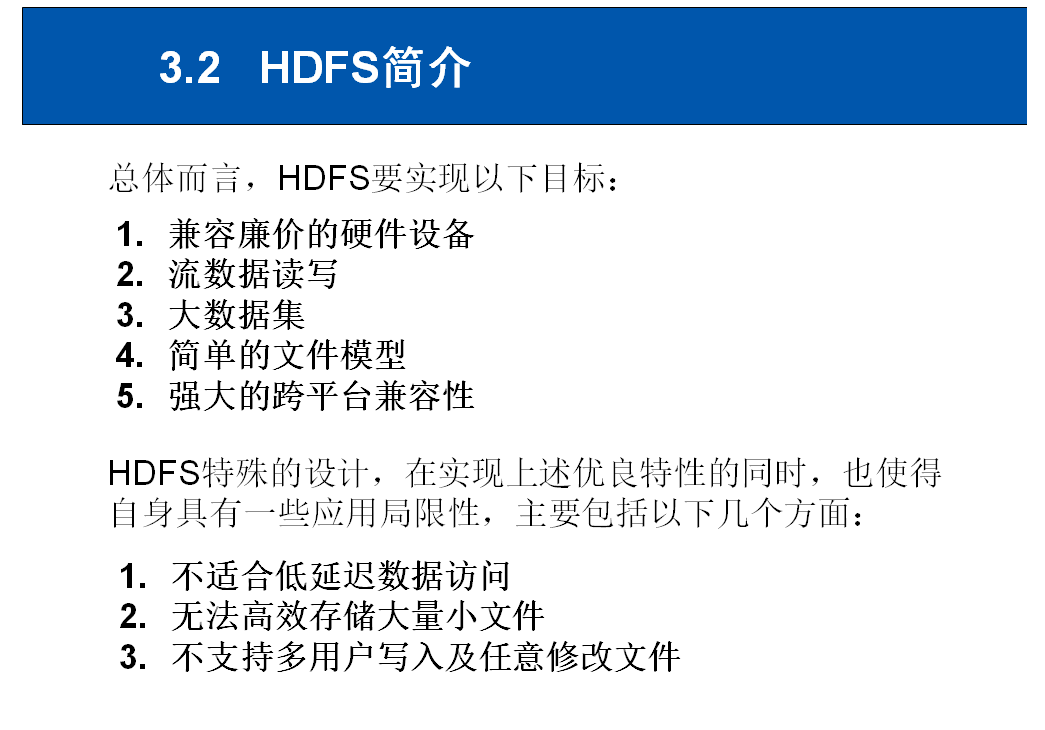 3.2 HDFS简介
总体而言，HDFS要实现以下目标：
1. 兼容廉价的硬件设备
2. 流数据读写
3. 大数据集
4. 简单的文件模型
5. 强大的跨平台兼容性
HDFS特殊的设计，在实现上述优良特性的同时，也使得
自身具有一些应用局限性，主要包括以下几个方面：
1. 不适合低延迟数据访问
2. 无法高效存储大量小文件
3. 不支持多用户写入及任意修改文件